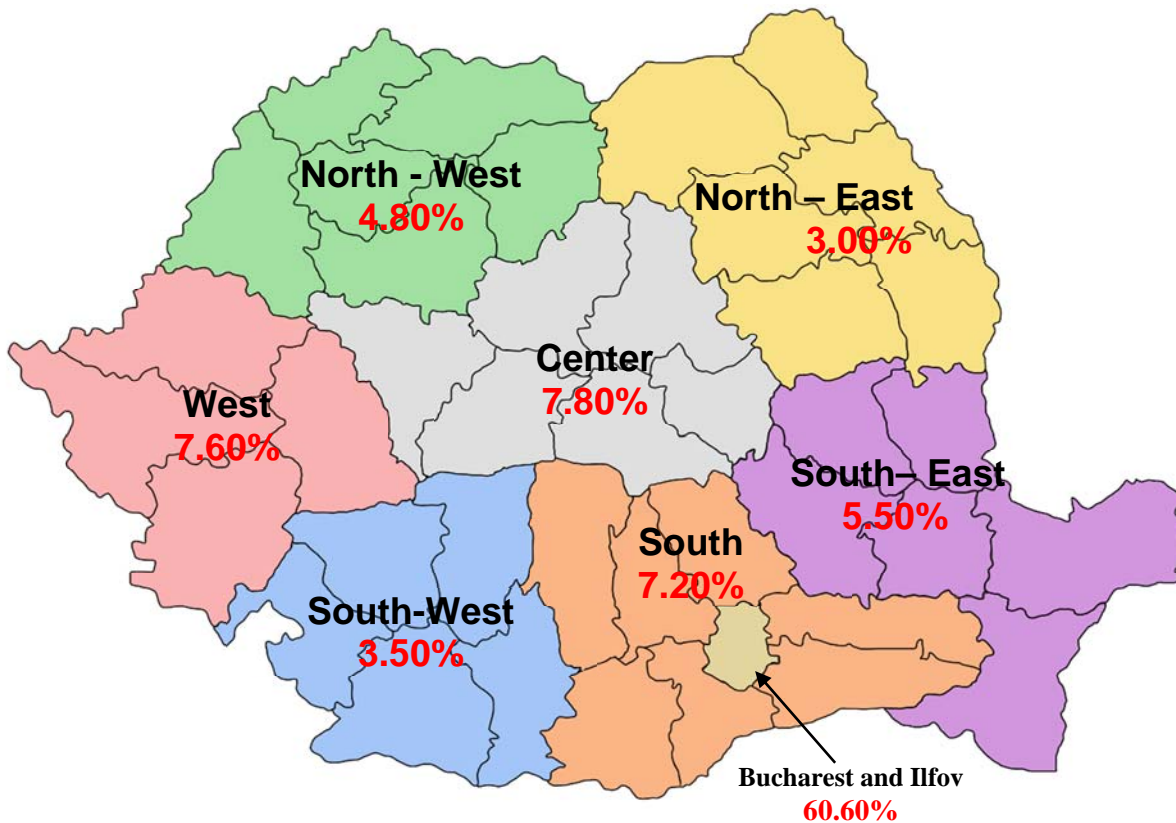 North - West
4.80%
North – East
3.00%
Center
7.80%
West
7.60%
South– East
5.50%
South
7.20%
South-West
3.50%
Bucharest and Ilfov
60.60%